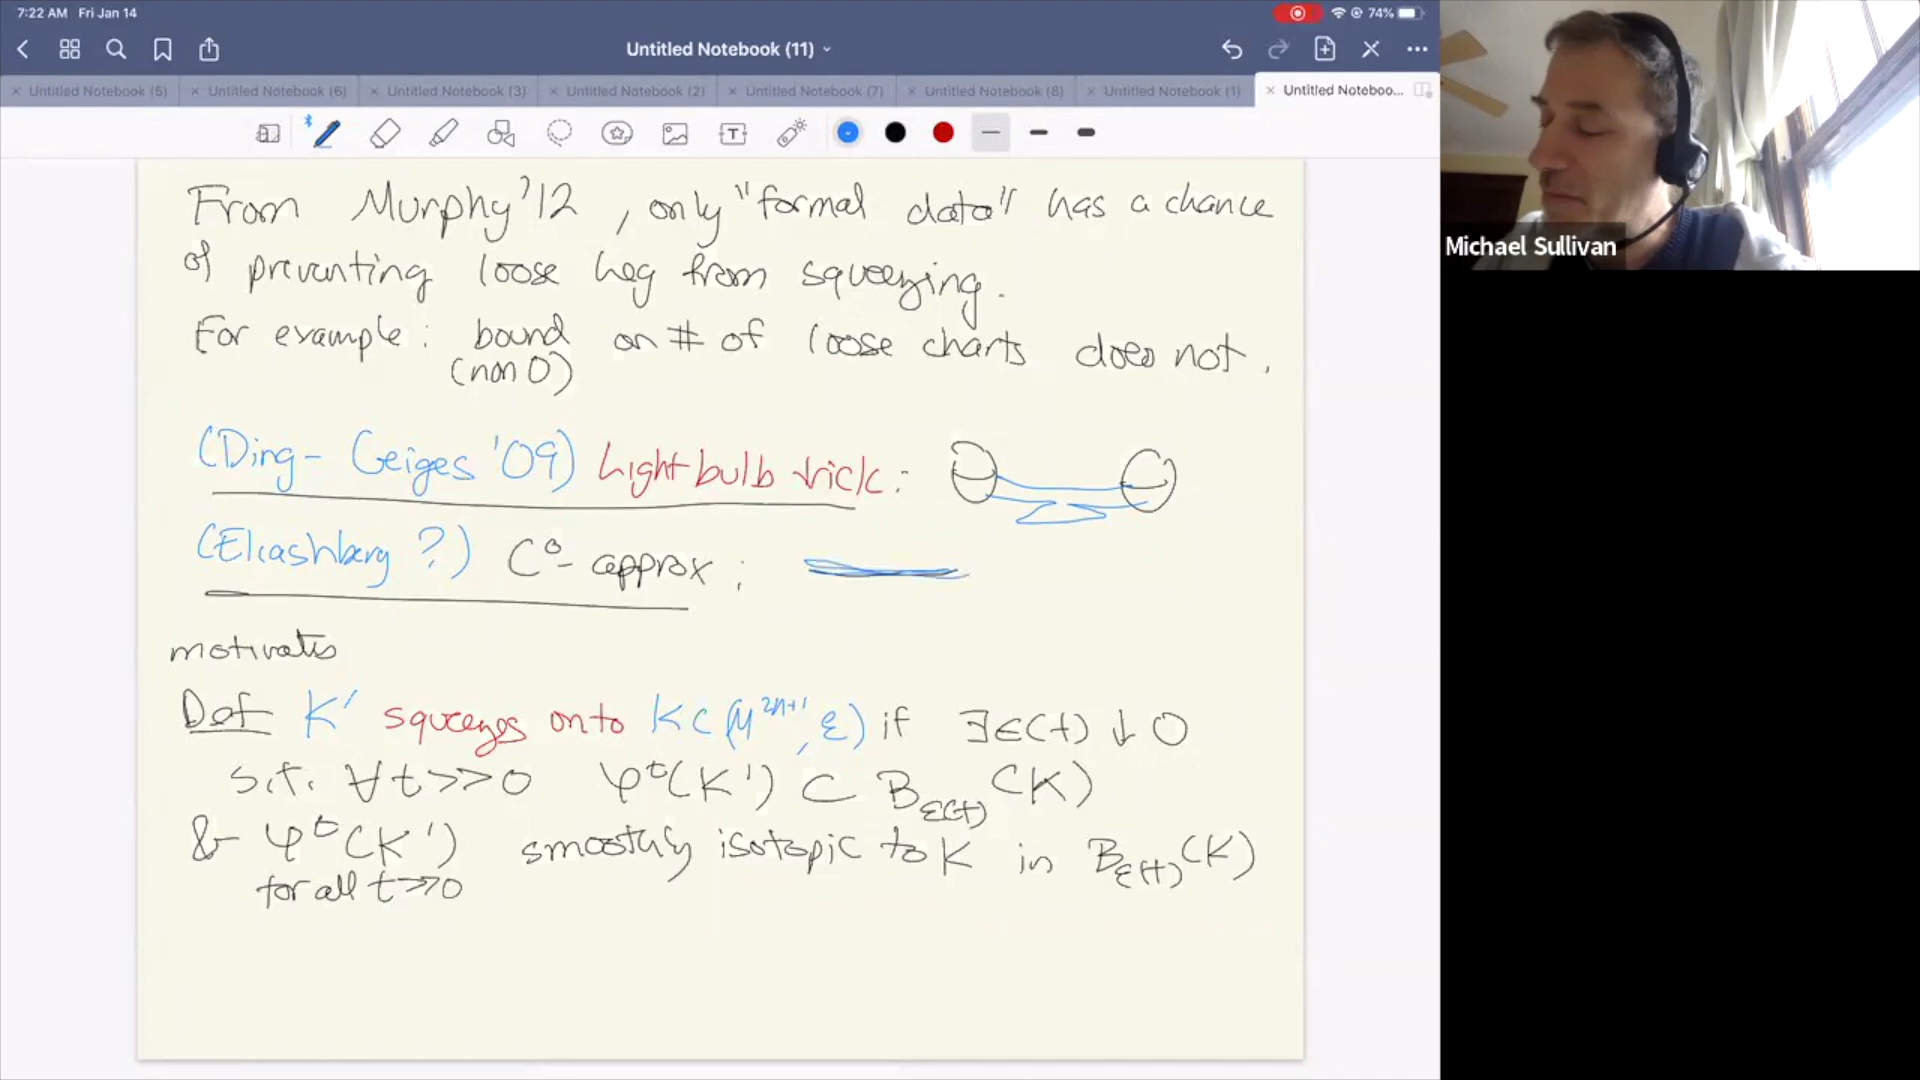 7:22 AM Fri Jan 14
74%
Untitled Notebook (11)
Untitled Notebook (5)
Untitled Notebook (6)
Untitled Notebook (3)
Untitled Notebook (2)
Untitled Notebook (7)
Untitled Notebook (8)
Untitled Notebook (1)
Untitled Noteboo...
T
Michael Sullivan
From Murphy '12, only "formal data" has a chance
of preventing loose Leg from squeezing.
For example: bound on # of loose charts does not.
(non 0)
(Ding- Geiges '09) Lightbulb trick:
(Eliashberg ?) C⁰- approx:
motivates
Def K' squeezes onto K ⊂ (Y²ⁿ⁺¹, ξ) if ∃ε(t) ↓ 0
s.t. ∀t>>0 φᵗ(K') ⊂ B_ε(t) (K)
& φᵗ(K') smoothly isotopic to K in B_ε(t) (K)
for all t>>0